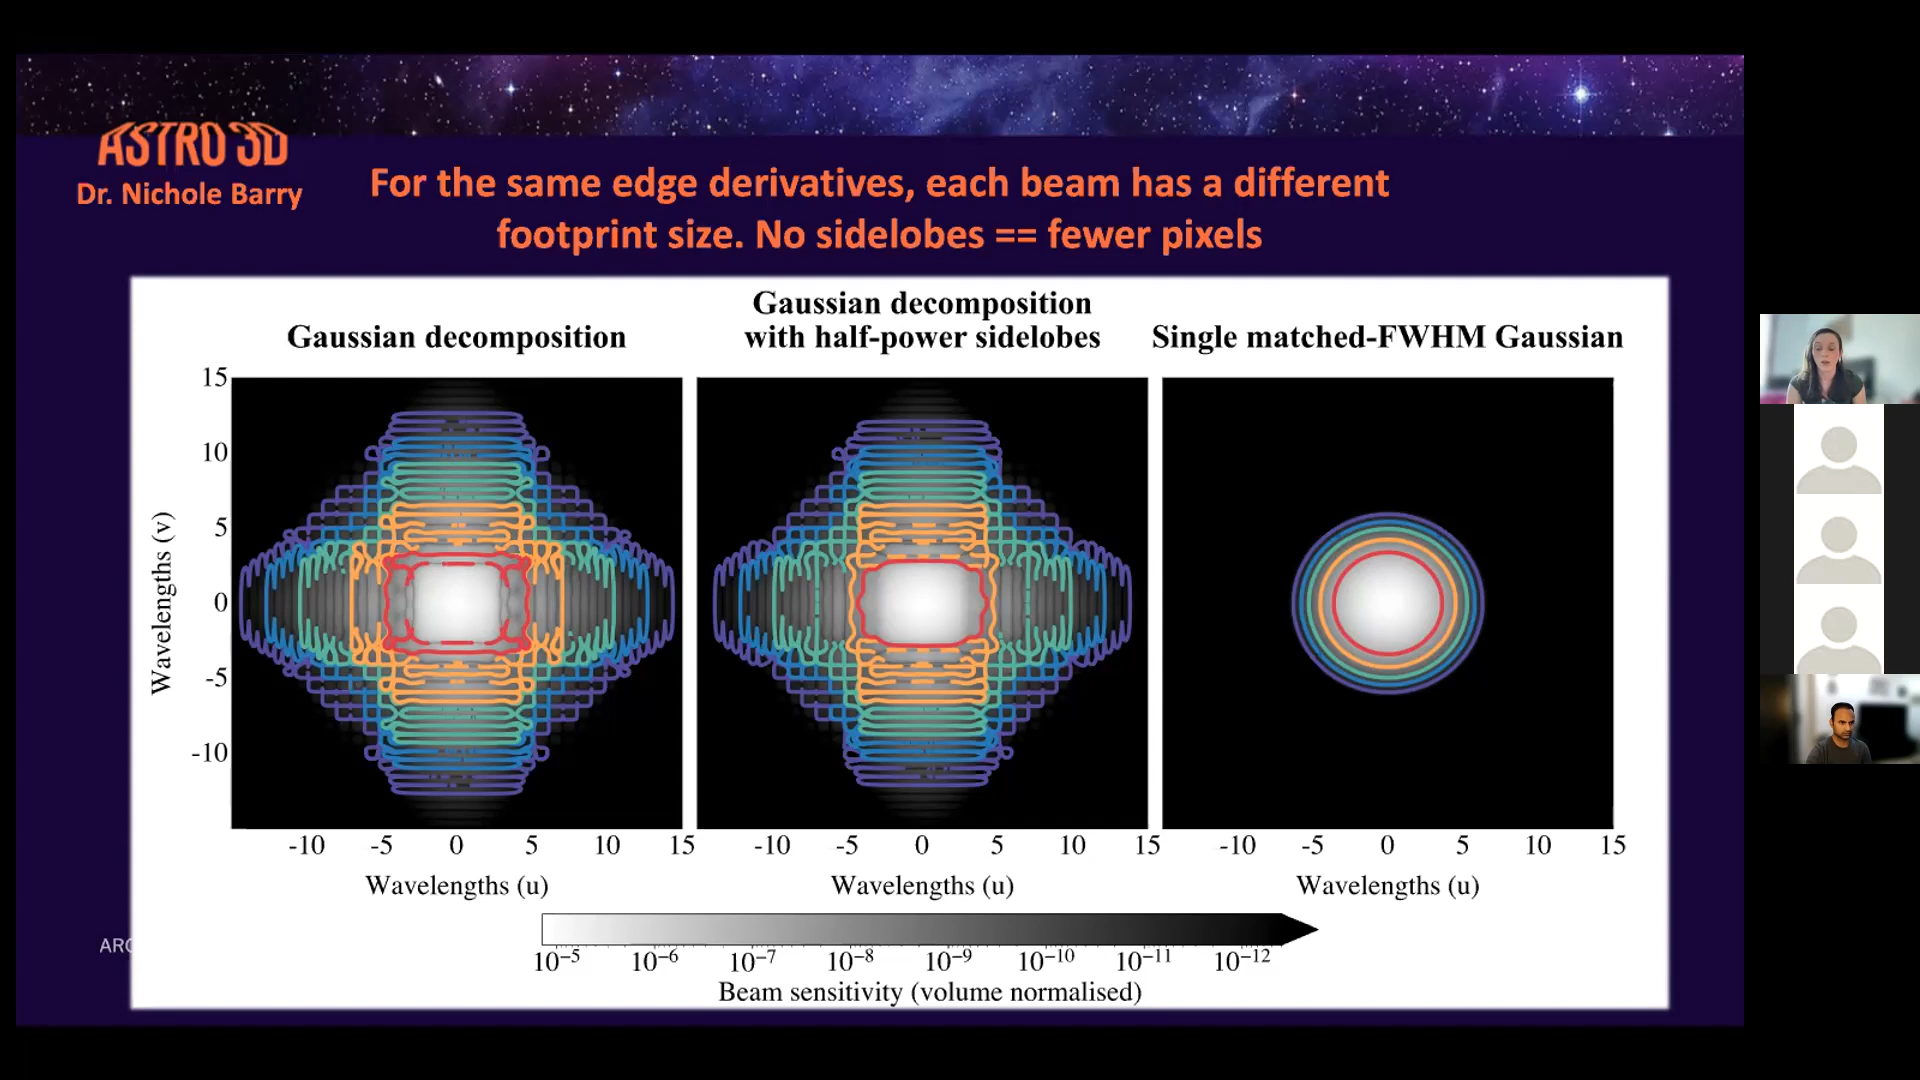 ASTRO 3D
Dr. Nichole Barry
For the same edge derivatives, each beam has a different
footprint size. No sidelobes == fewer pixels
Gaussian decomposition
Gaussian decomposition
with half-power sidelobes
Single matched-FWHM Gaussian
Wavelengths (v)
15
10
5
0
-5
-10
-10 -5 0 5 10 15
-10 -5 0 5 10 15
-10 -5 0 5 10 15
Wavelengths (u)
Wavelengths (u)
Wavelengths (u)
10⁻⁵ 10⁻⁶ 10⁻⁷ 10⁻⁸ 10⁻⁹ 10⁻¹⁰ 10⁻¹¹ 10⁻¹²
Beam sensitivity (volume normalised)
ARC